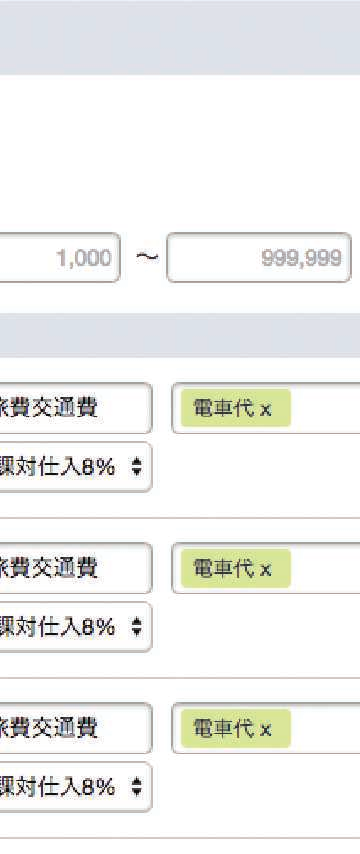 1,000 〜 999,999
旅費交通費 電車代 x
課対仕入8%
旅費交通費 電車代 x
課対仕入8%
旅費交通費 電車代 x
課対仕入8%